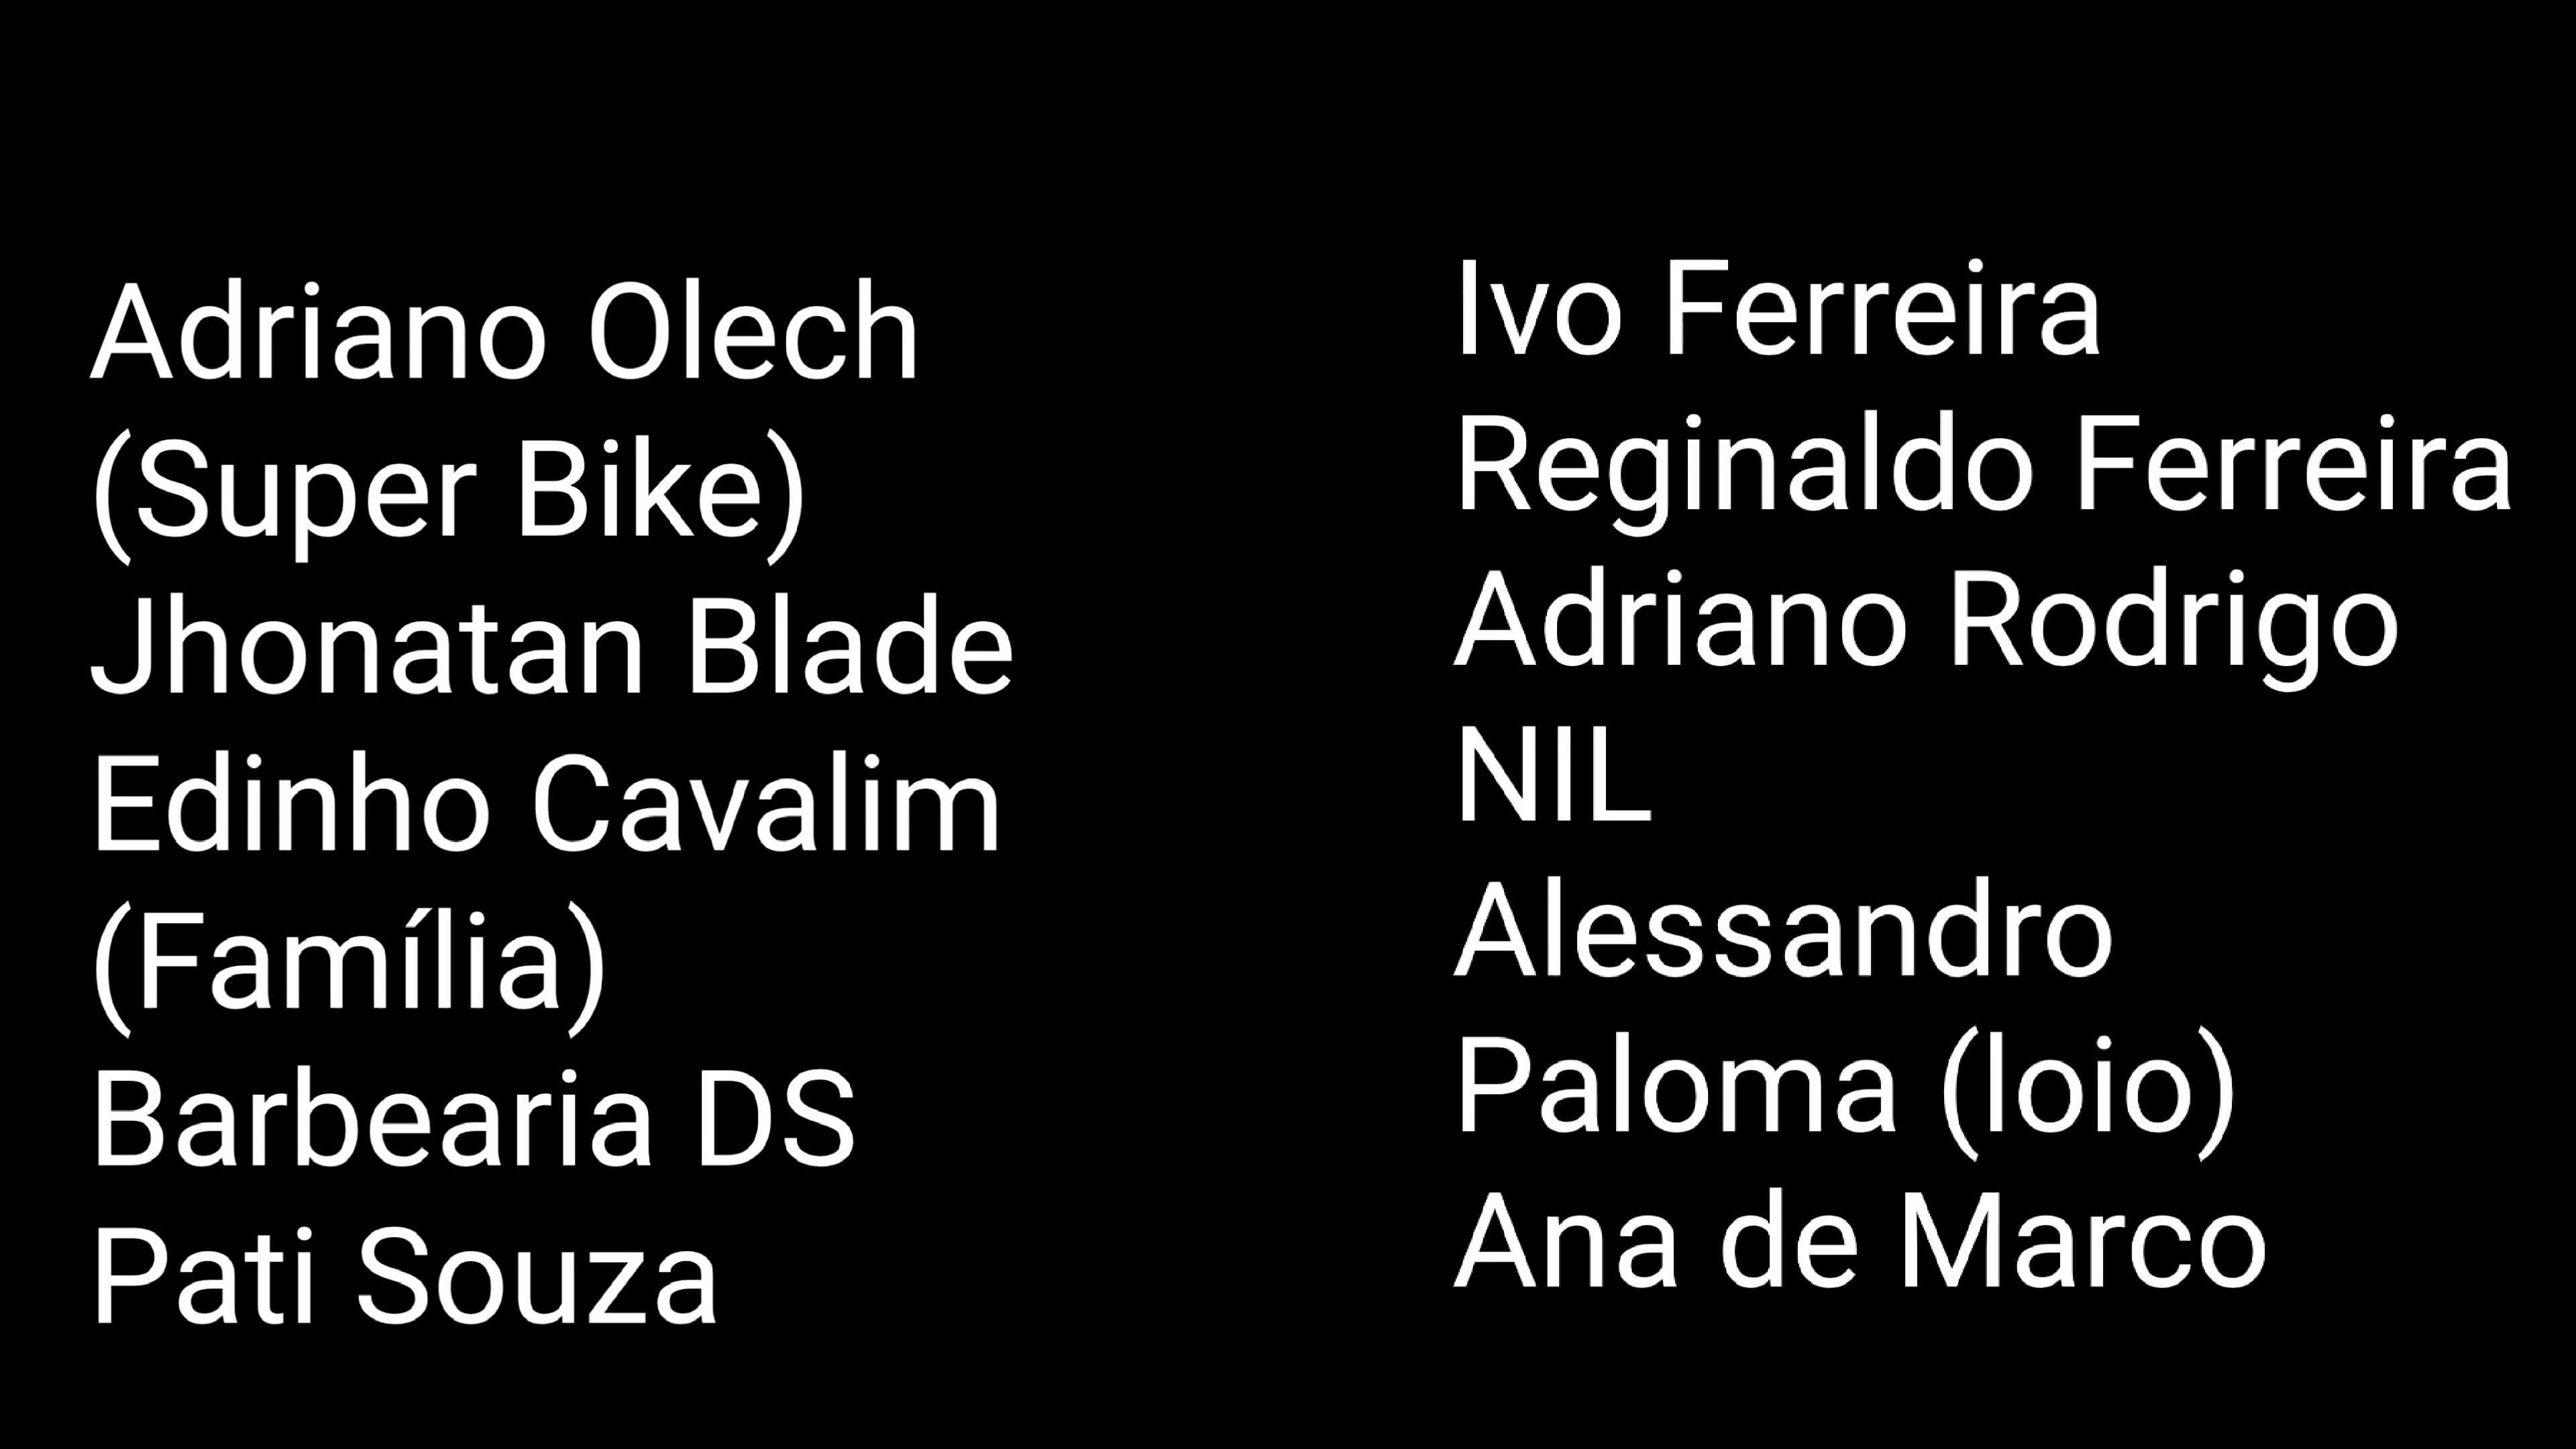 Adriano Olech
(Super Bike)
Jhonatan Blade
Edinho Cavalim
(Família)
Barbearia DS
Pati Souza
Ivo Ferreira
Reginaldo Ferreira
Adriano Rodrigo
NIL
Alessandro
Paloma (loio)
Ana de Marco